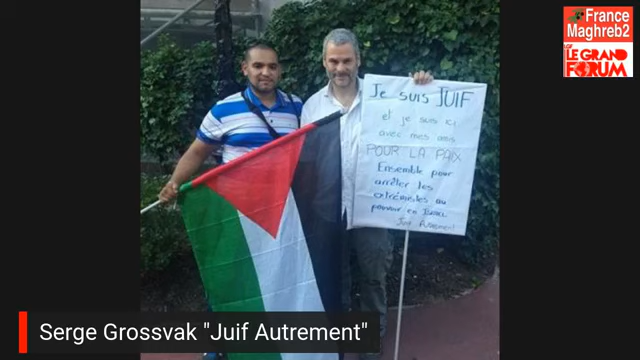 France
Maghreb2
LE GRAND
FORUM
Je suis JUIF
et je suis ici
avec mes amis
POUR LA PAIX
Ensemble pour
arrêter les
extrémistes au
pouvoir en Israël
Juif Autrement
Serge Grossvak "Juif Autrement"